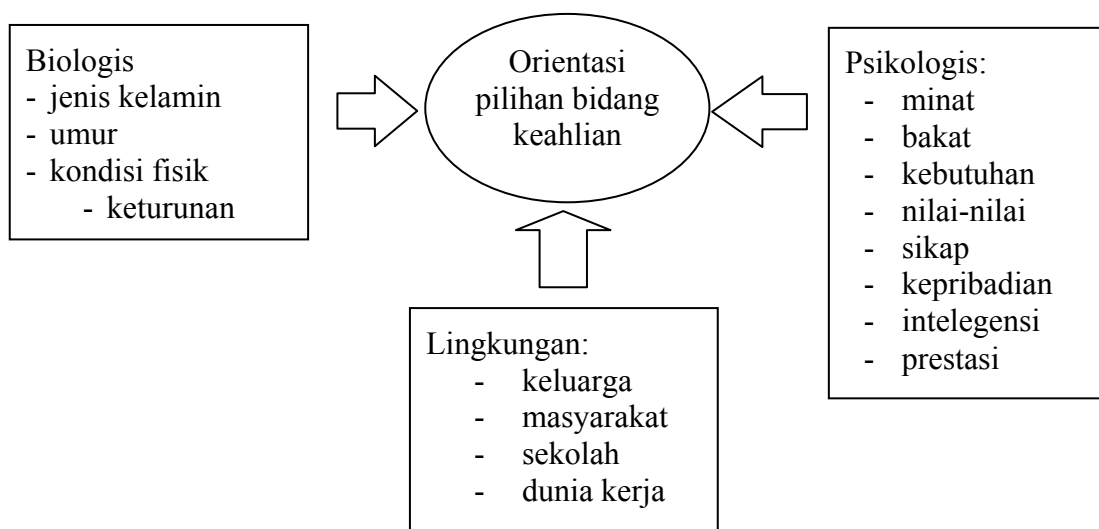 Biologis
- jenis kelamin
- umur
- kondisi fisik
- keturunan
Orientasi
pilihan bidang
keahlian
Psikologis:
- minat
- bakat
- kebutuhan
- nilai-nilai
- sikap
- kepribadian
- intelegensi
- prestasi
Lingkungan:
- keluarga
- masyarakat
- sekolah
- dunia kerja